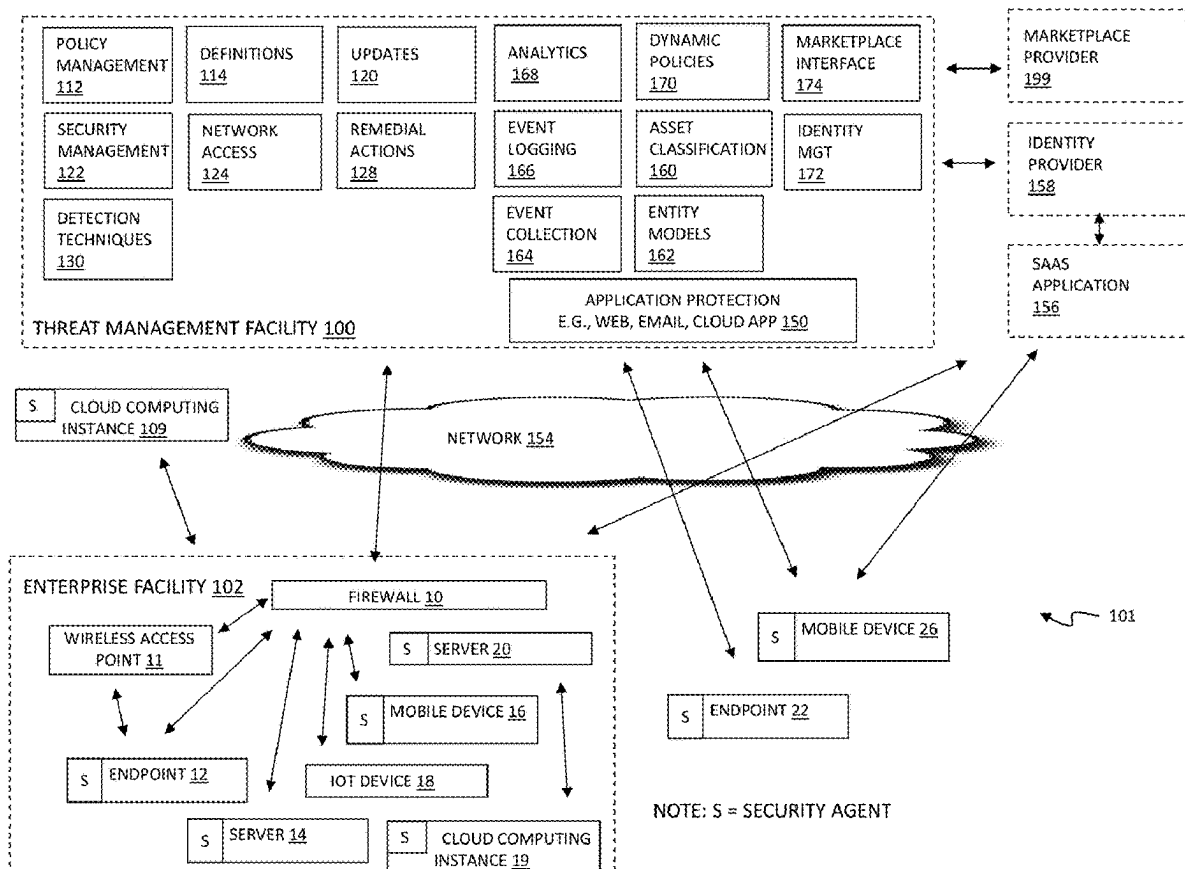 POLICY
MANAGEMENT
112
DEFINITIONS
114
UPDATES
120
ANALYTICS
168
DYNAMIC
POLICIES
170
MARKETPLACE
INTERFACE
174
MARKETPLACE
PROVIDER
199
SECURITY
MANAGEMENT
122
NETWORK
ACCESS
124
REMEDIAL
ACTIONS
128
EVENT
LOGGING
166
ASSET
CLASSIFICATION
160
IDENTITY
MGT
172
IDENTITY
PROVIDER
158
DETECTION
TECHNIQUES
130
EVENT
COLLECTION
164
ENTITY
MODELS
162
SAAS
APPLICATION
156
APPLICATION PROTECTION
E.G., WEB, EMAIL, CLOUD APP 150
THREAT MANAGEMENT FACILITY 100
S CLOUD COMPUTING
INSTANCE 109
NETWORK 154
ENTERPRISE FACILITY 102
FIREWALL 10
WIRELESS ACCESS
POINT 11
S SERVER 20
S MOBILE DEVICE 16
S ENDPOINT 12
IOT DEVICE 18
S SERVER 14
S CLOUD COMPUTING
INSTANCE 19
S MOBILE DEVICE 26
101
S ENDPOINT 22
NOTE: S = SECURITY AGENT